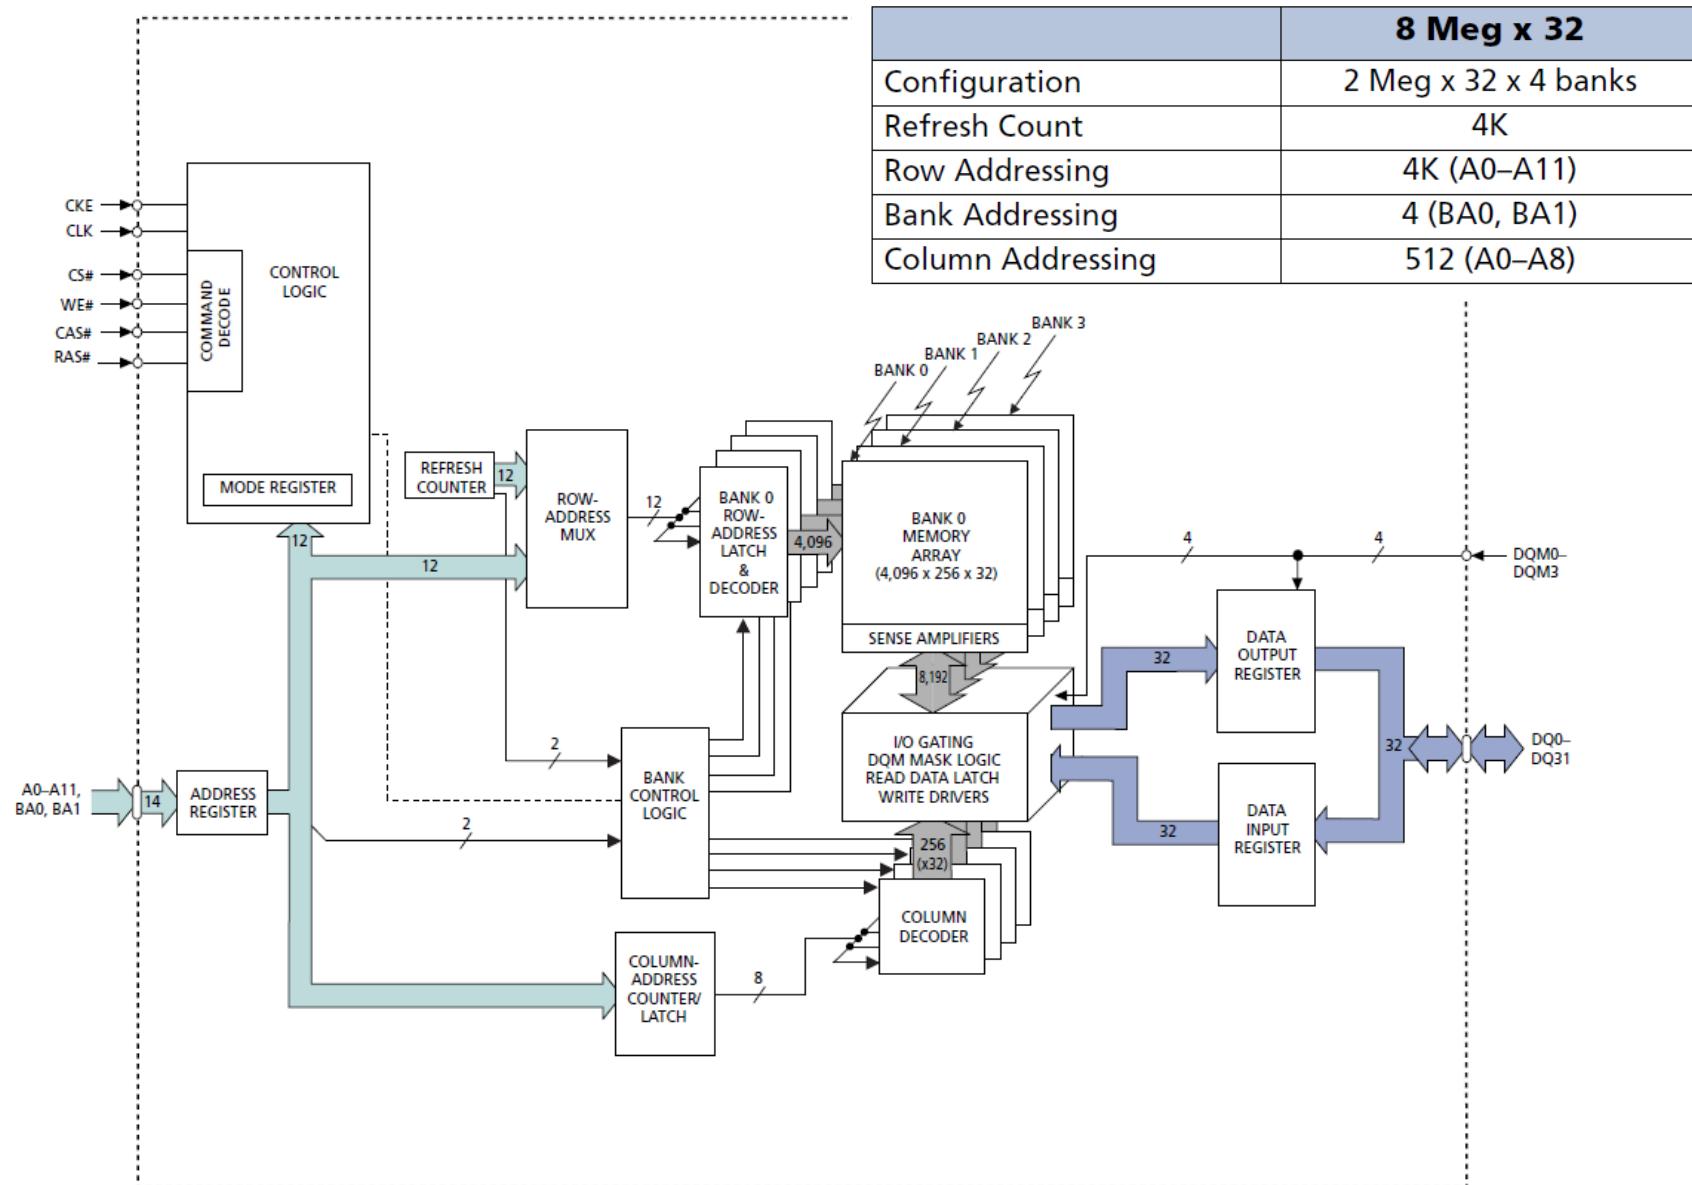 8 Meg x 32
Configuration 2 Meg x 32 x 4 banks
Refresh Count 4K
Row Addressing 4K (A0–A11)
Bank Addressing 4 (BA0, BA1)
Column Addressing 512 (A0–A8)
CKE
CLK
CS#
WE#
CAS#
RAS#
COMMAND
DECODE
CONTROL
LOGIC
MODE REGISTER
12
REFRESH
COUNTER
12
12
ROW-
ADDRESS
MUX
12
BANK 0
ROW-
ADDRESS
LATCH
&
DECODER
4,096
BANK 0
BANK 1
BANK 2
BANK 3
BANK 0
MEMORY
ARRAY
(4,096 x 256 x 32)
SENSE AMPLIFIERS
8,192
I/O GATING
DQM MASK LOGIC
READ DATA LATCH
WRITE DRIVERS
256
(x32)
COLUMN
DECODER
2
2
BANK
CONTROL
LOGIC
A0–A11,
BA0, BA1
14
ADDRESS
REGISTER
COLUMN-
ADDRESS
COUNTER/
LATCH
8
4
4
DQM0–
DQM3
32
DATA
OUTPUT
REGISTER
32
DQ0–
DQ31
32
DATA
INPUT
REGISTER